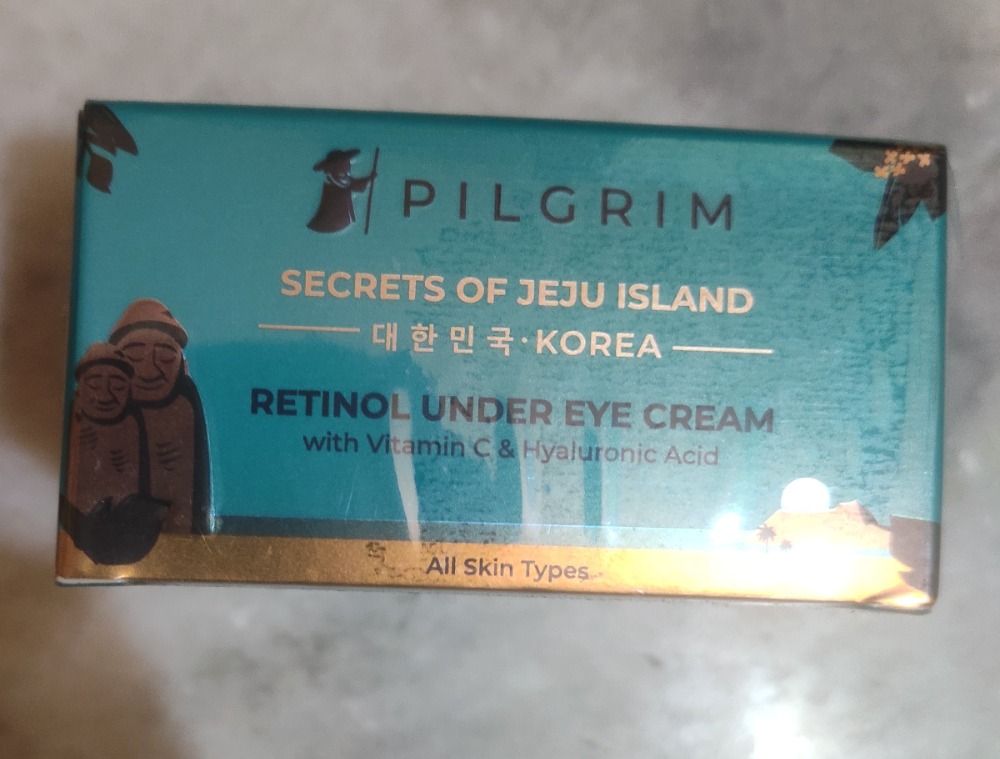 PILGRIM
SECRETS OF JEJU ISLAND
대한민국·KOREA
RETINOL UNDER EYE CREAM
with Vitamin C & Hyaluronic Acid
All Skin Types